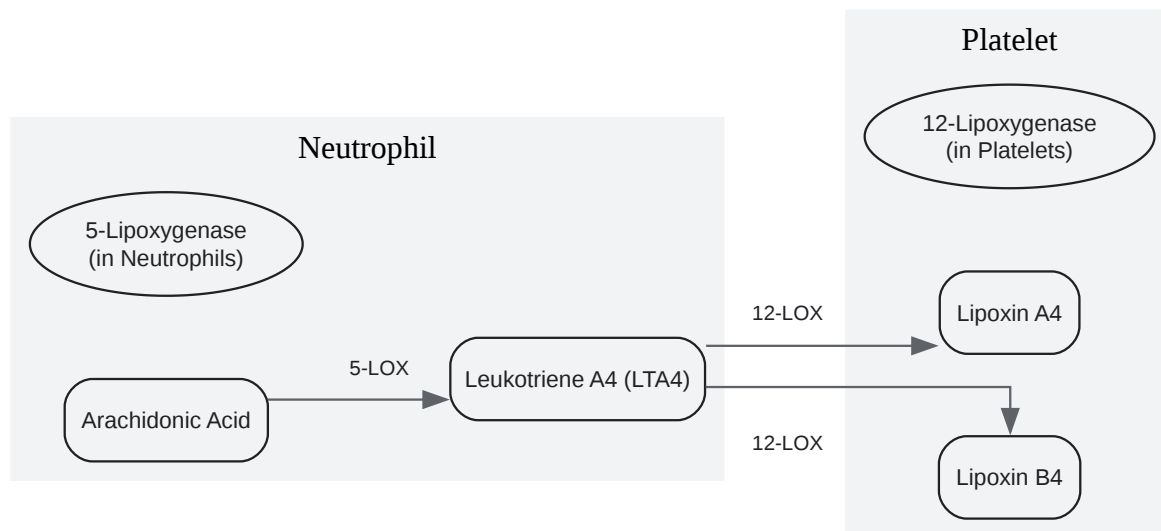 Platelet
12-Lipoxygenase
(in Platelets)
Neutrophil
5-Lipoxygenase
(in Neutrophils)
12-LOX
Lipoxin A4
5-LOX
Leukotriene A4 (LTA4)
Arachidonic Acid
12-LOX
Lipoxin B4